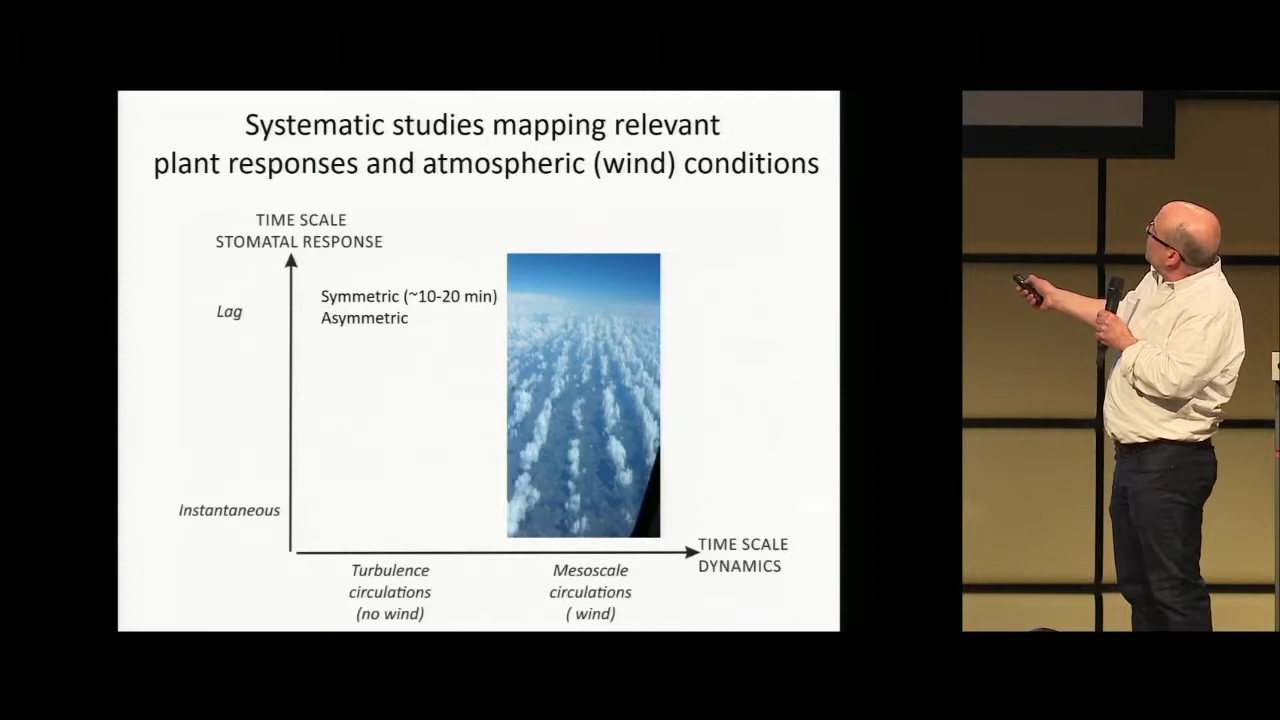 Systematic studies mapping relevant
plant responses and atmospheric (wind) conditions
TIME SCALE
STOMATAL RESPONSE
Lag
Symmetric (~10-20 min)
Asymmetric
Instantaneous
TIME SCALE
DYNAMICS
Turbulence
circulations
(no wind)
Mesoscale
circulations
( wind)